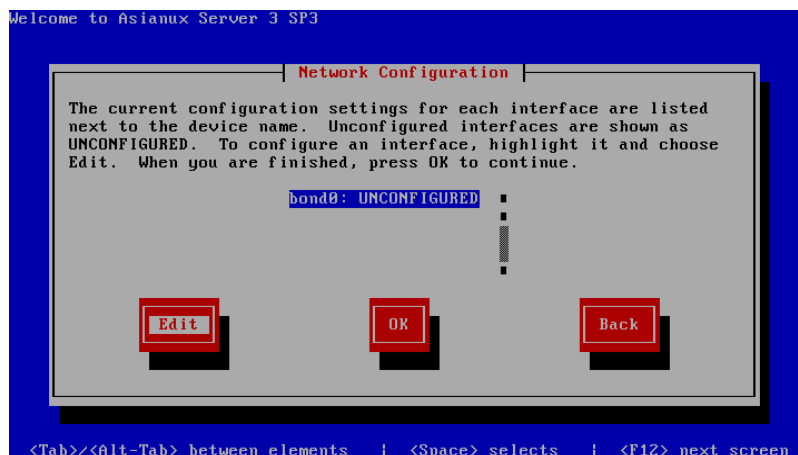 Welcome to Asianux Server 3 SP3
Network Configuration
The current configuration settings for each interface are listed
next to the device name.  Unconfigured interfaces are shown as
UNCONFIGURED.  To configure an interface, highlight it and choose
Edit.  When you are finished, press OK to continue.
bond0: UNCONFIGURED
Edit
OK
Back
<Tab>/<Alt-Tab> between elements   |  <Space> selects   |  <F12> next screen